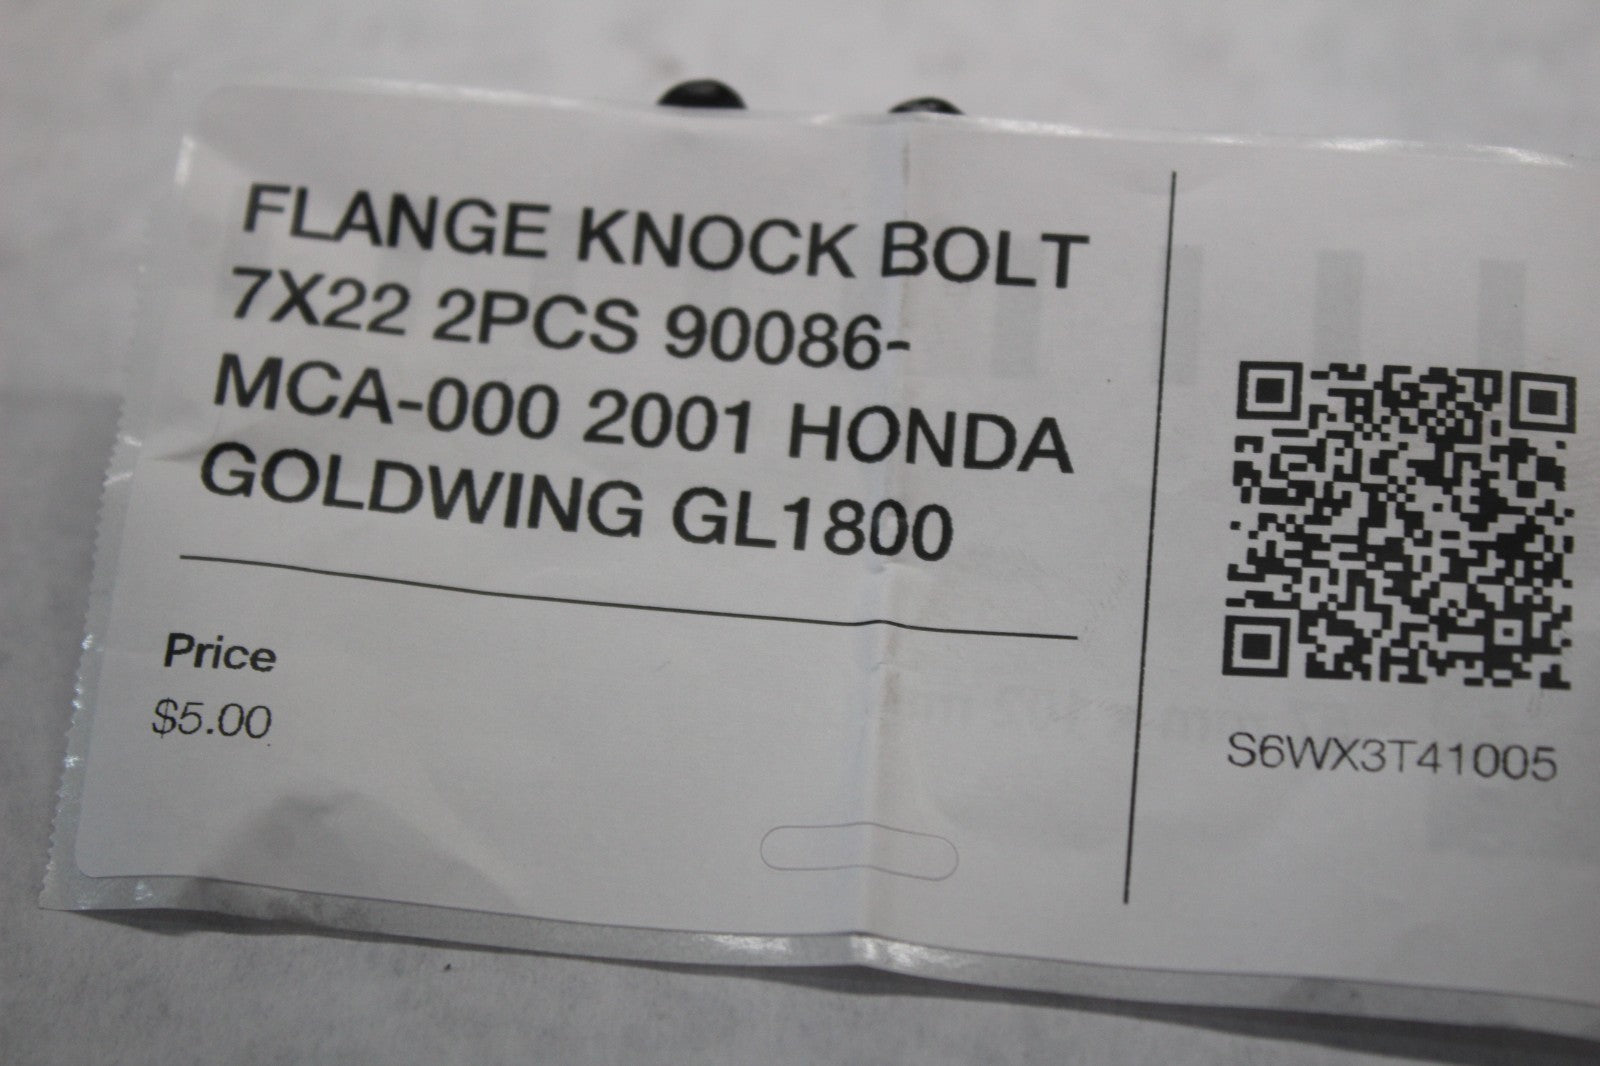 FLANGE KNOCK BOLT
7X22 2PCS 90086-
MCA-000 2001 HONDA
GOLDWING GL1800
Price
$5.00
S6WX3T41005